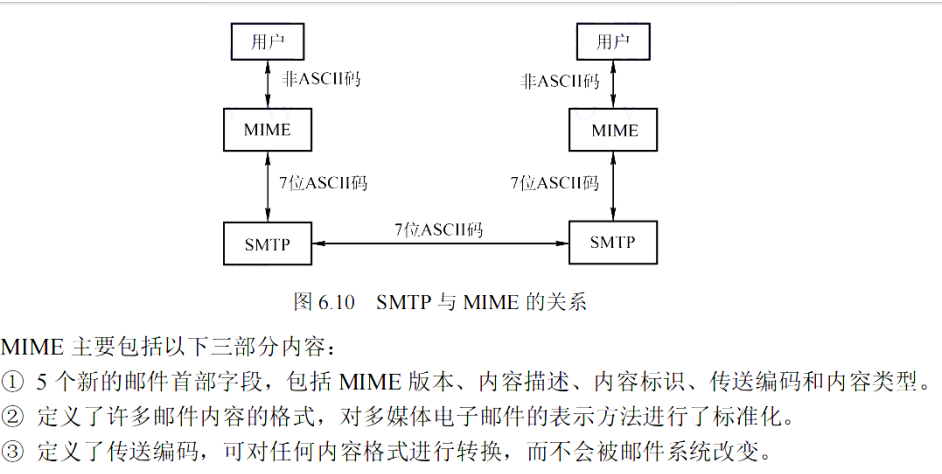 用户 用户
非ASCII码 非ASCII码
MIME MIME
7位ASCII码 7位ASCII码
7位ASCII码
SMTP SMTP
图 6.10 SMTP 与 MIME 的关系
MIME 主要包括以下三部分内容：
① 5 个新的邮件首部字段，包括 MIME 版本、内容描述、内容标识、传送编码和内容类型。
② 定义了许多邮件内容的格式，对多媒体电子邮件的表示方法进行了标准化。
③ 定义了传送编码，可对任何内容格式进行转换，而不会被邮件系统改变。